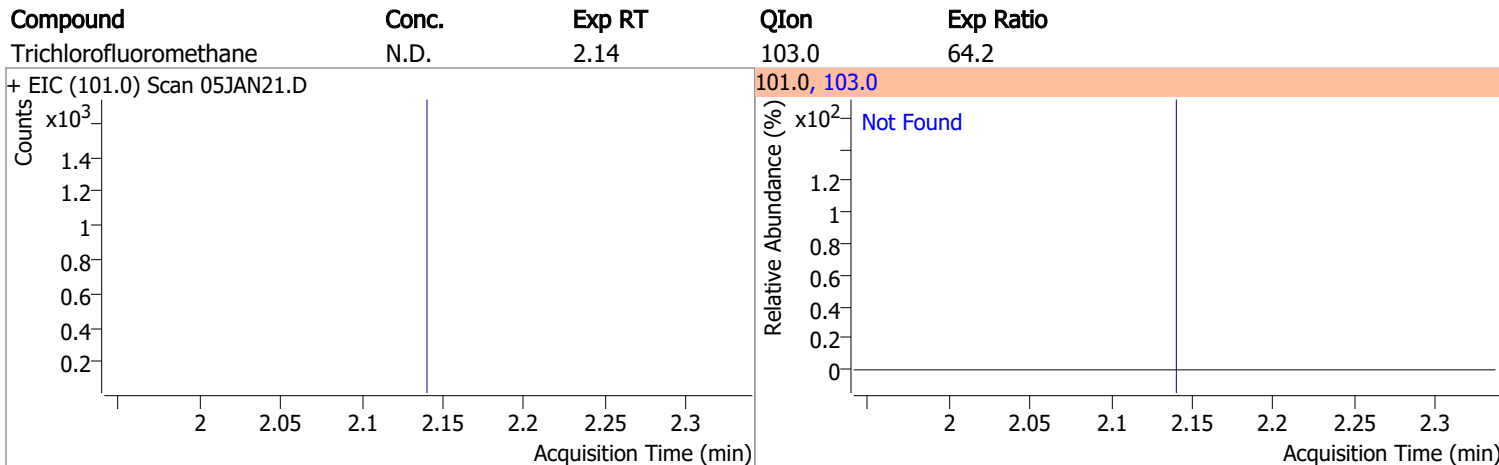 Compound Conc. Exp RT QIon Exp Ratio
Trichlorofluoromethane N.D. 2.14 103.0 64.2
+ EIC (101.0) Scan 05JAN21.D
Counts
x10³
1.4
1.2
1
0.8
0.6
0.4
0.2
2 2.05 2.1 2.15 2.2 2.25 2.3
Acquisition Time (min)
101.0, 103.0
Relative Abundance (%)
x10²
Not Found
1.2
1
0.8
0.6
0.4
0.2
0
2 2.05 2.1 2.15 2.2 2.25 2.3
Acquisition Time (min)